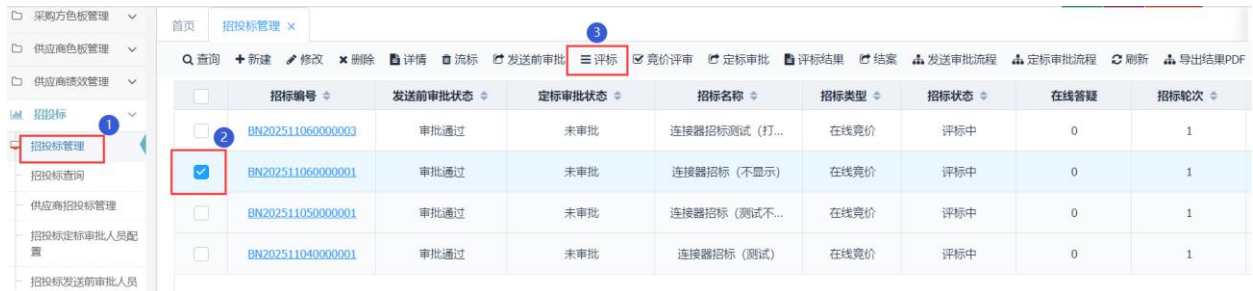 采购方色板管理
供应商色板管理
供应商绩效管理
招投标
1
招投标管理
招投标查询
供应商招投标管理
招投标定标审批人员配
置
招投标发送前审批人员
首页 招投标管理 ×
3
查询 新建 修改 删除 详情 流标 发送前审批 评标 竞价评审 定标审批 评标结果 结案 发送审批流程 定标审批流程 刷新 导出结果PDF
招标编号 发送前审批状态 定标审批状态 招标名称 招标类型 招标状态 在线答疑 招标轮次
2
BN202511060000003 审批通过 未审批 连接器招标测试（打... 在线竞价 评标中 0 1
BN202511060000001 审批通过 未审批 连接器招标（不显示） 在线竞价 评标中 0 1
BN202511050000001 审批通过 未审批 连接器招标（测试不... 在线竞价 评标中 0 1
BN202511040000001 审批通过 未审批 连接器招标（测试） 在线竞价 评标中 0 1